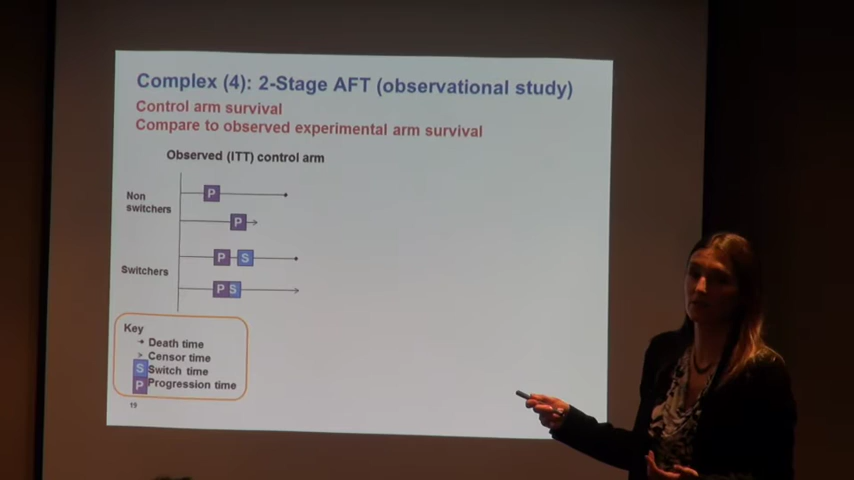 Complex (4): 2-Stage AFT (observational study)
Control arm survival
Compare to observed experimental arm survival
Observed (ITT) control arm
Non
switchers
P
P
Switchers
P S
P S
Key
Death time
Censor time
S Switch time
P Progression time
19